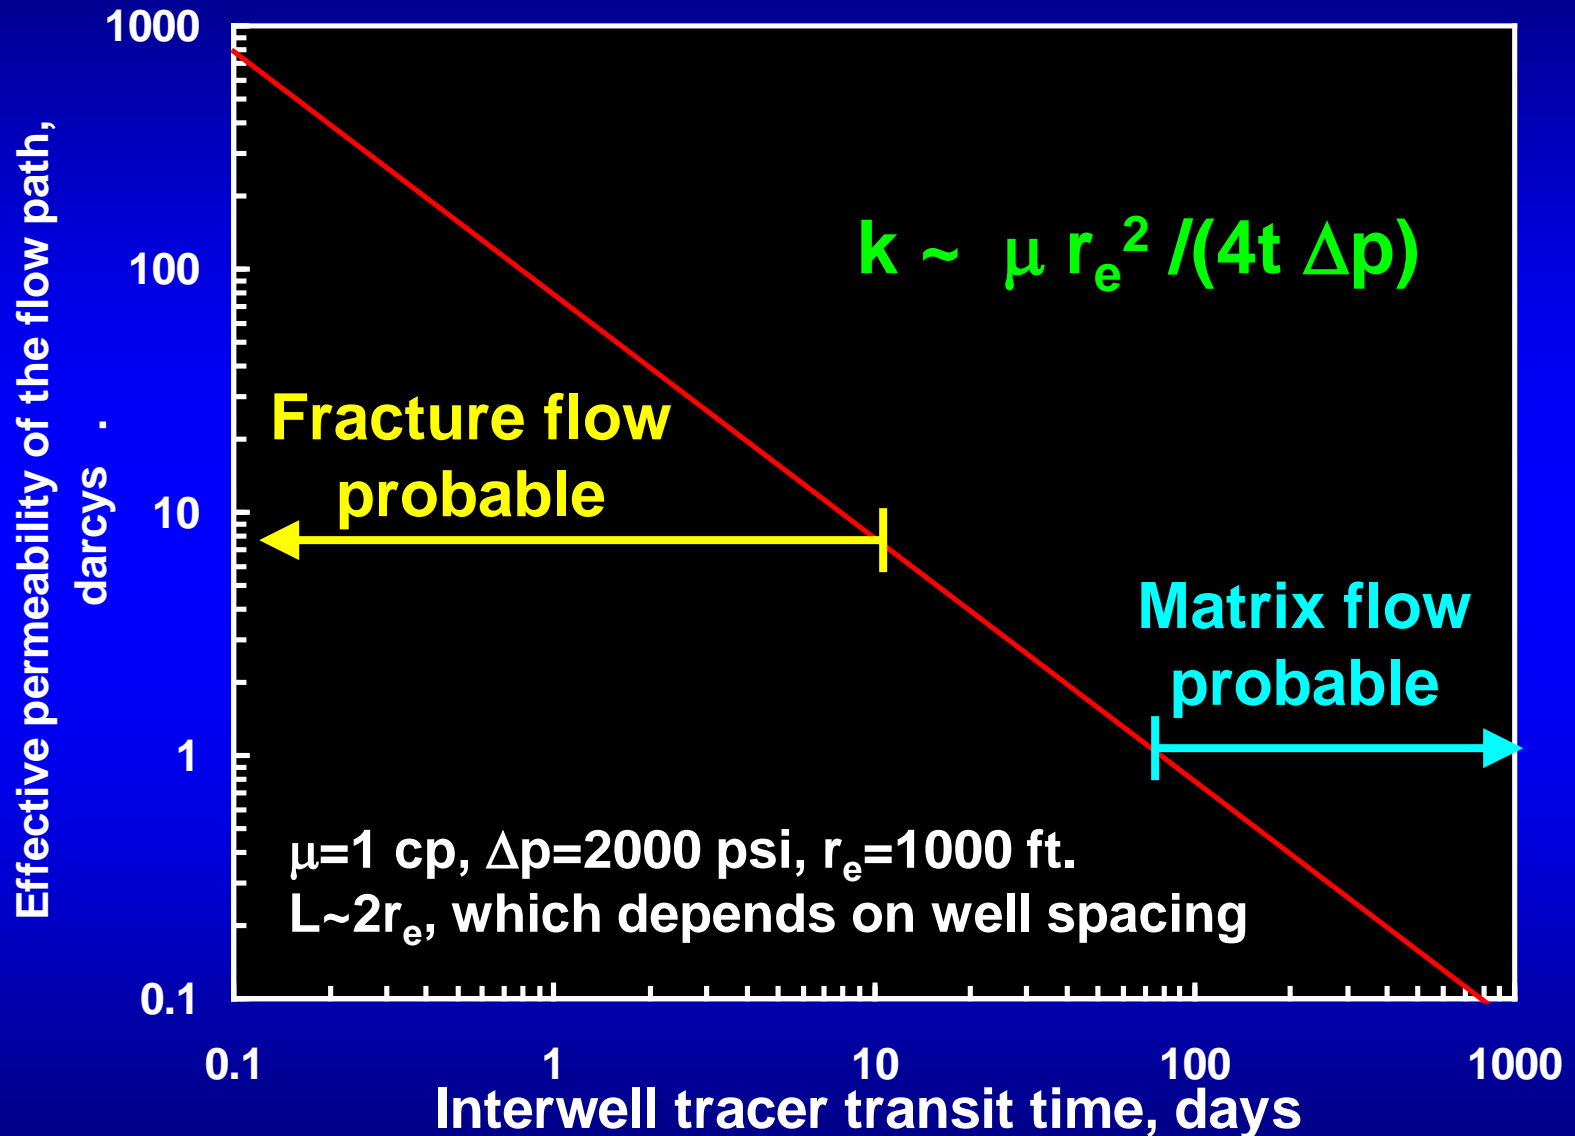 Effective permeability of the flow path,
darcys .
1000
100
10
1
0.1
k ~ μ rₑ² /(4t Δp)
Fracture flow
probable
Matrix flow
probable
μ=1 cp, Δp=2000 psi, rₑ=1000 ft.
L~2rₑ, which depends on well spacing
0.1 1 10 100 1000
Interwell tracer transit time, days